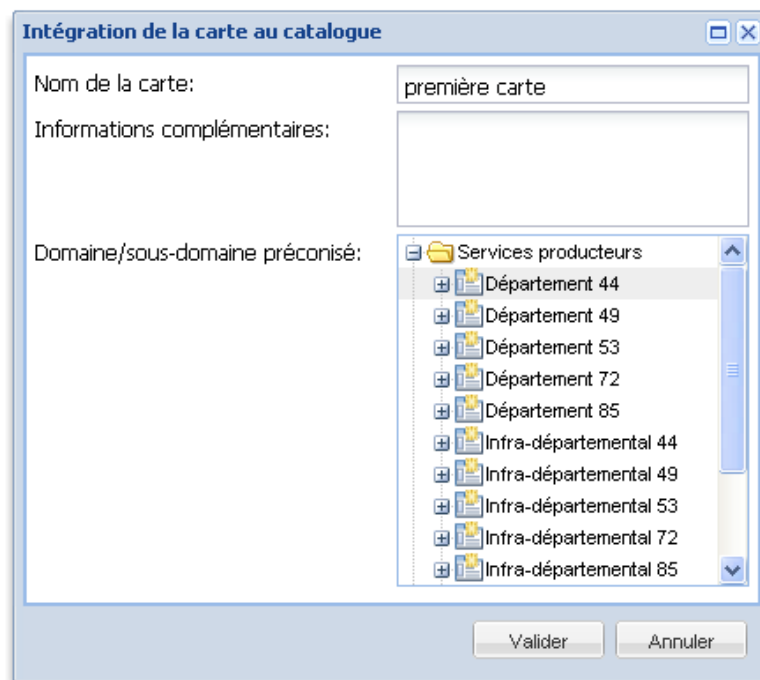 Intégration de la carte au catalogue
Nom de la carte:
première carte
Informations complémentaires:
Domaine/sous-domaine préconisé:
Services producteurs
Département 44
Département 49
Département 53
Département 72
Département 85
Infra-départemental 44
Infra-départemental 49
Infra-départemental 53
Infra-départemental 72
Infra-départemental 85
Valider
Annuler